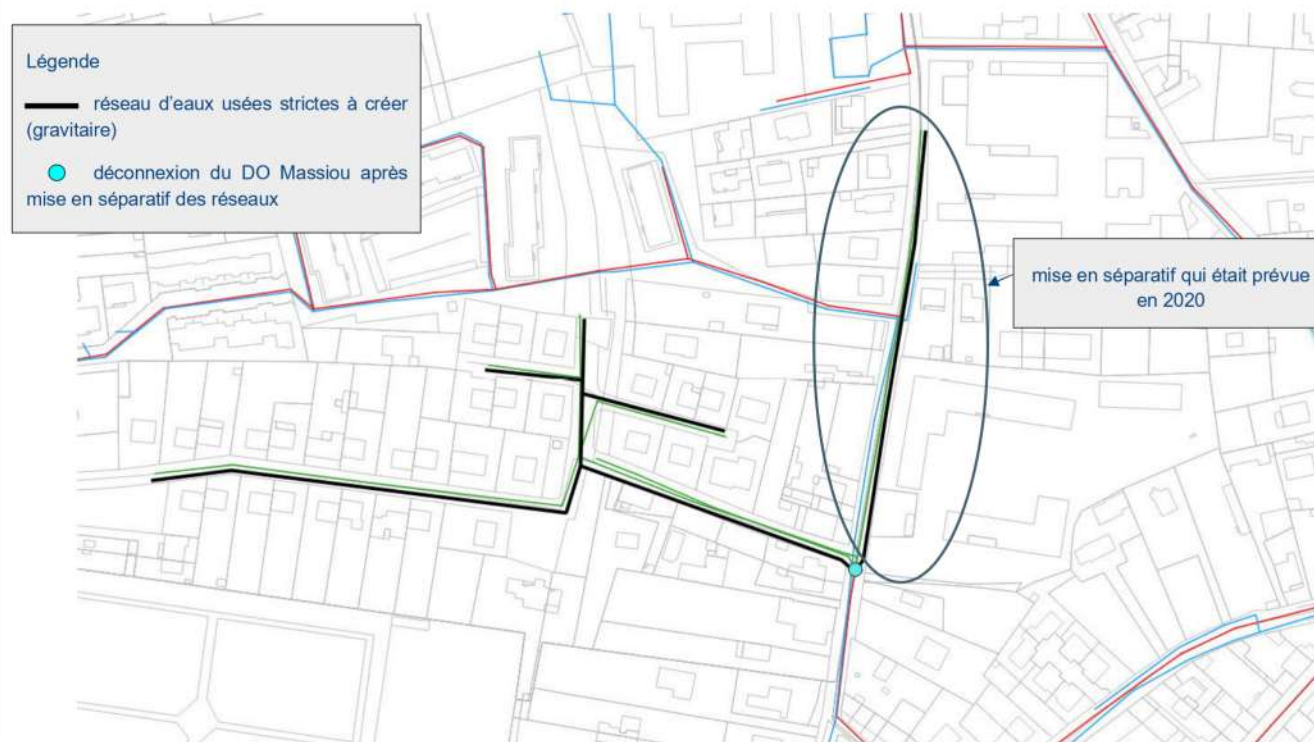 Légende
réseau d'eaux usées strictes à créer
(gravitaire)
déconnexion du DO Massiou après
mise en séparatif des réseaux
mise en séparatif qui était prévue
en 2020